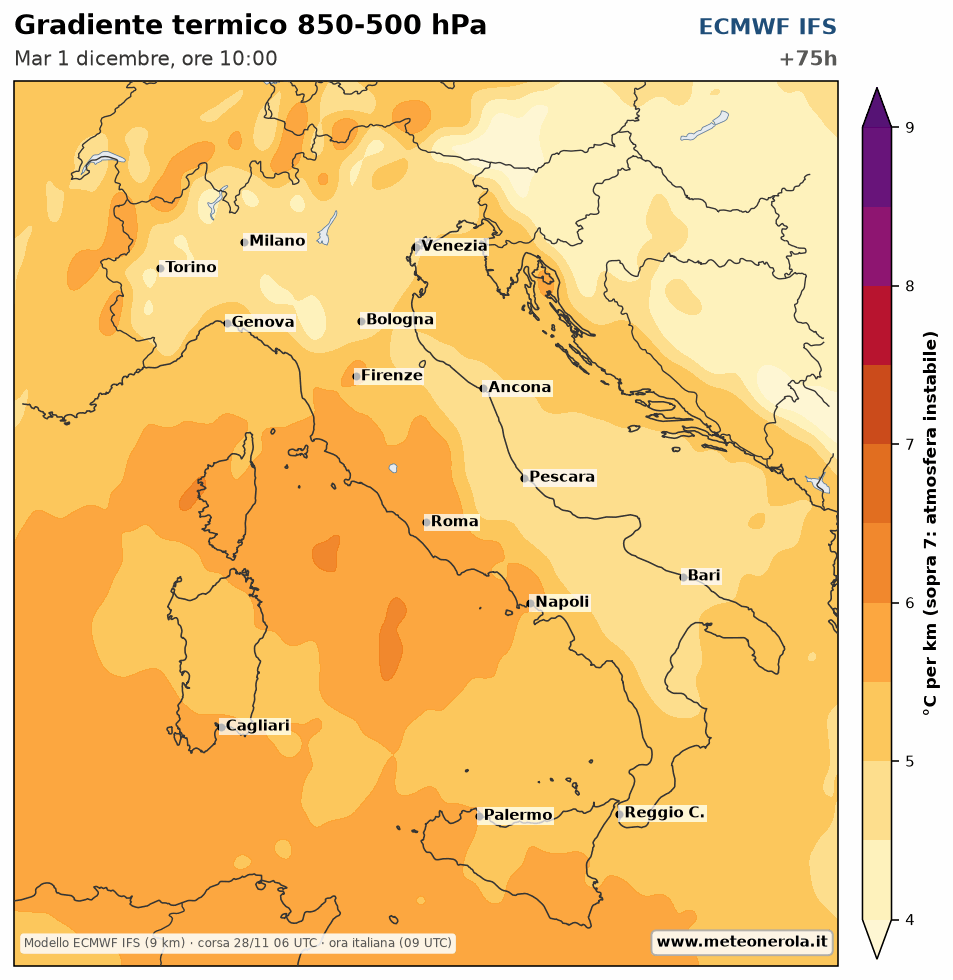 Gradiente termico 850-500 hPa
ECMWF IFS
Mar 1 dicembre, ore 10:00
+75h
Milano
Venezia
Torino
Genova
Bologna
Firenze
Ancona
Pescara
Roma
Bari
Napoli
Cagliari
Palermo
Reggio C.
9
8
7
6
5
4
°C per km (sopra 7: atmosfera instabile)
Modello ECMWF IFS (9 km) · corsa 28/11 06 UTC · ora italiana (09 UTC)
www.meteonerola.it